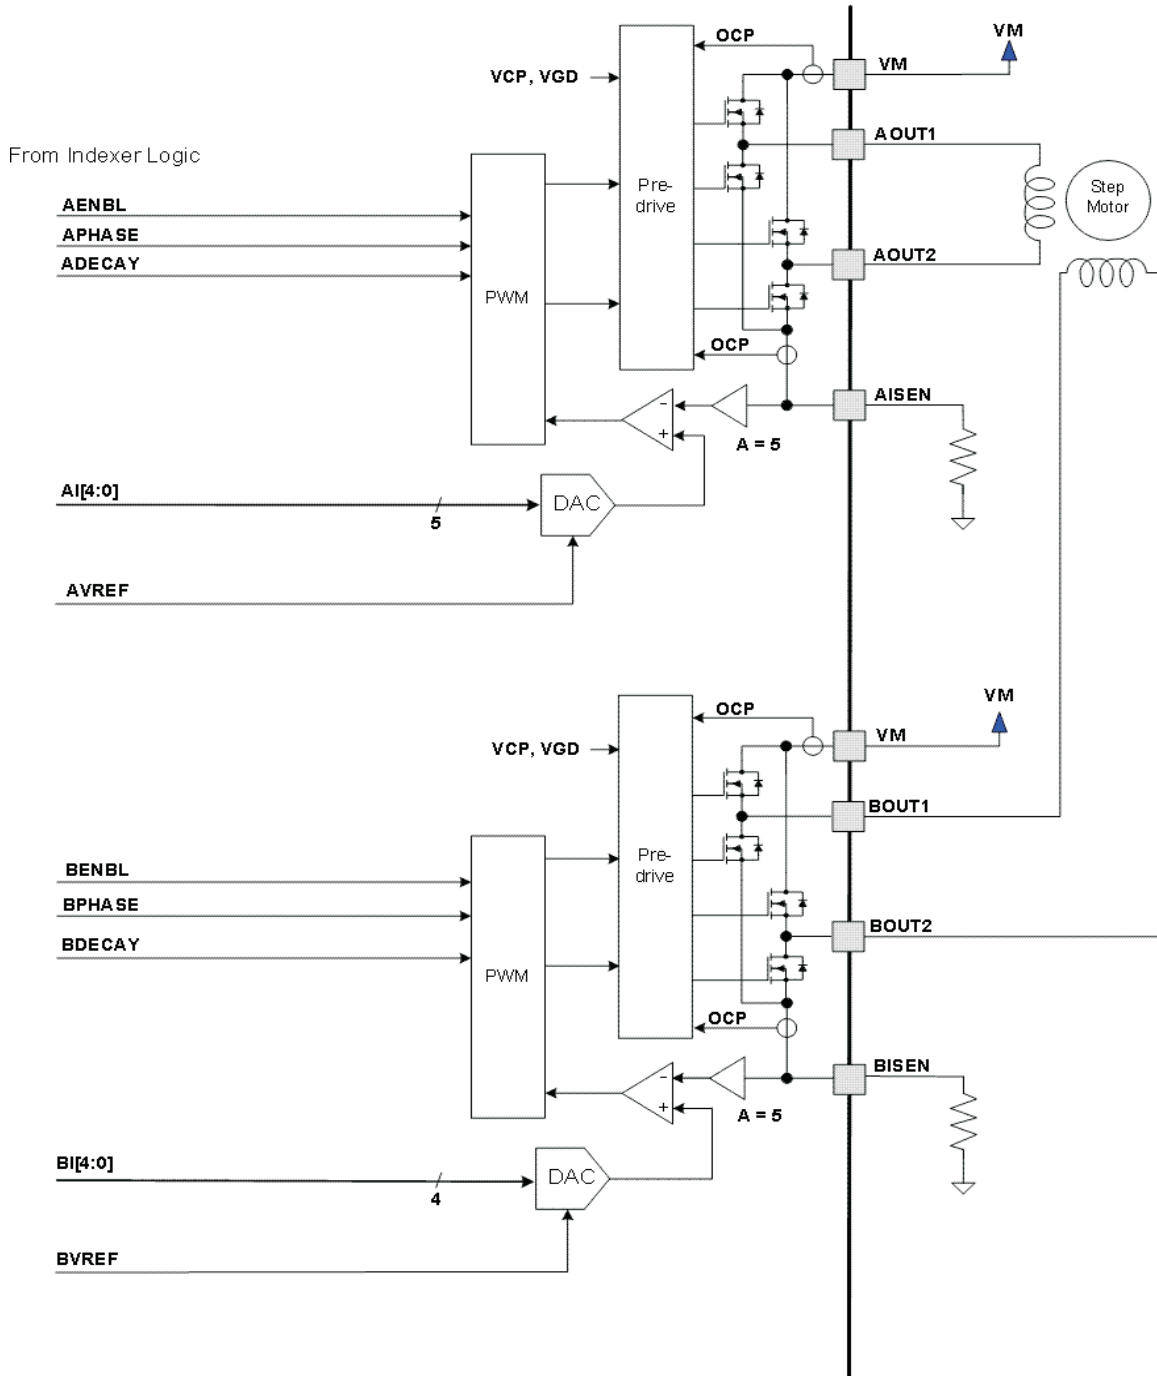 OCP
VM
VCP, VGD
VM
AOUT1
From Indexer Logic
Step
Motor
Pre-
drive
AENBL
APHASE
ADECAY
AOUT2
PWM
OCP
AISEN
-
+
A = 5
AI[4:0]
5
DAC
AVREF
OCP
VM
VCP, VGD
VM
BOUT1
Pre-
drive
BENBL
BPHASE
BDECAY
BOUT2
PWM
OCP
BISEN
-
+
A = 5
BI[4:0]
4
DAC
BVREF